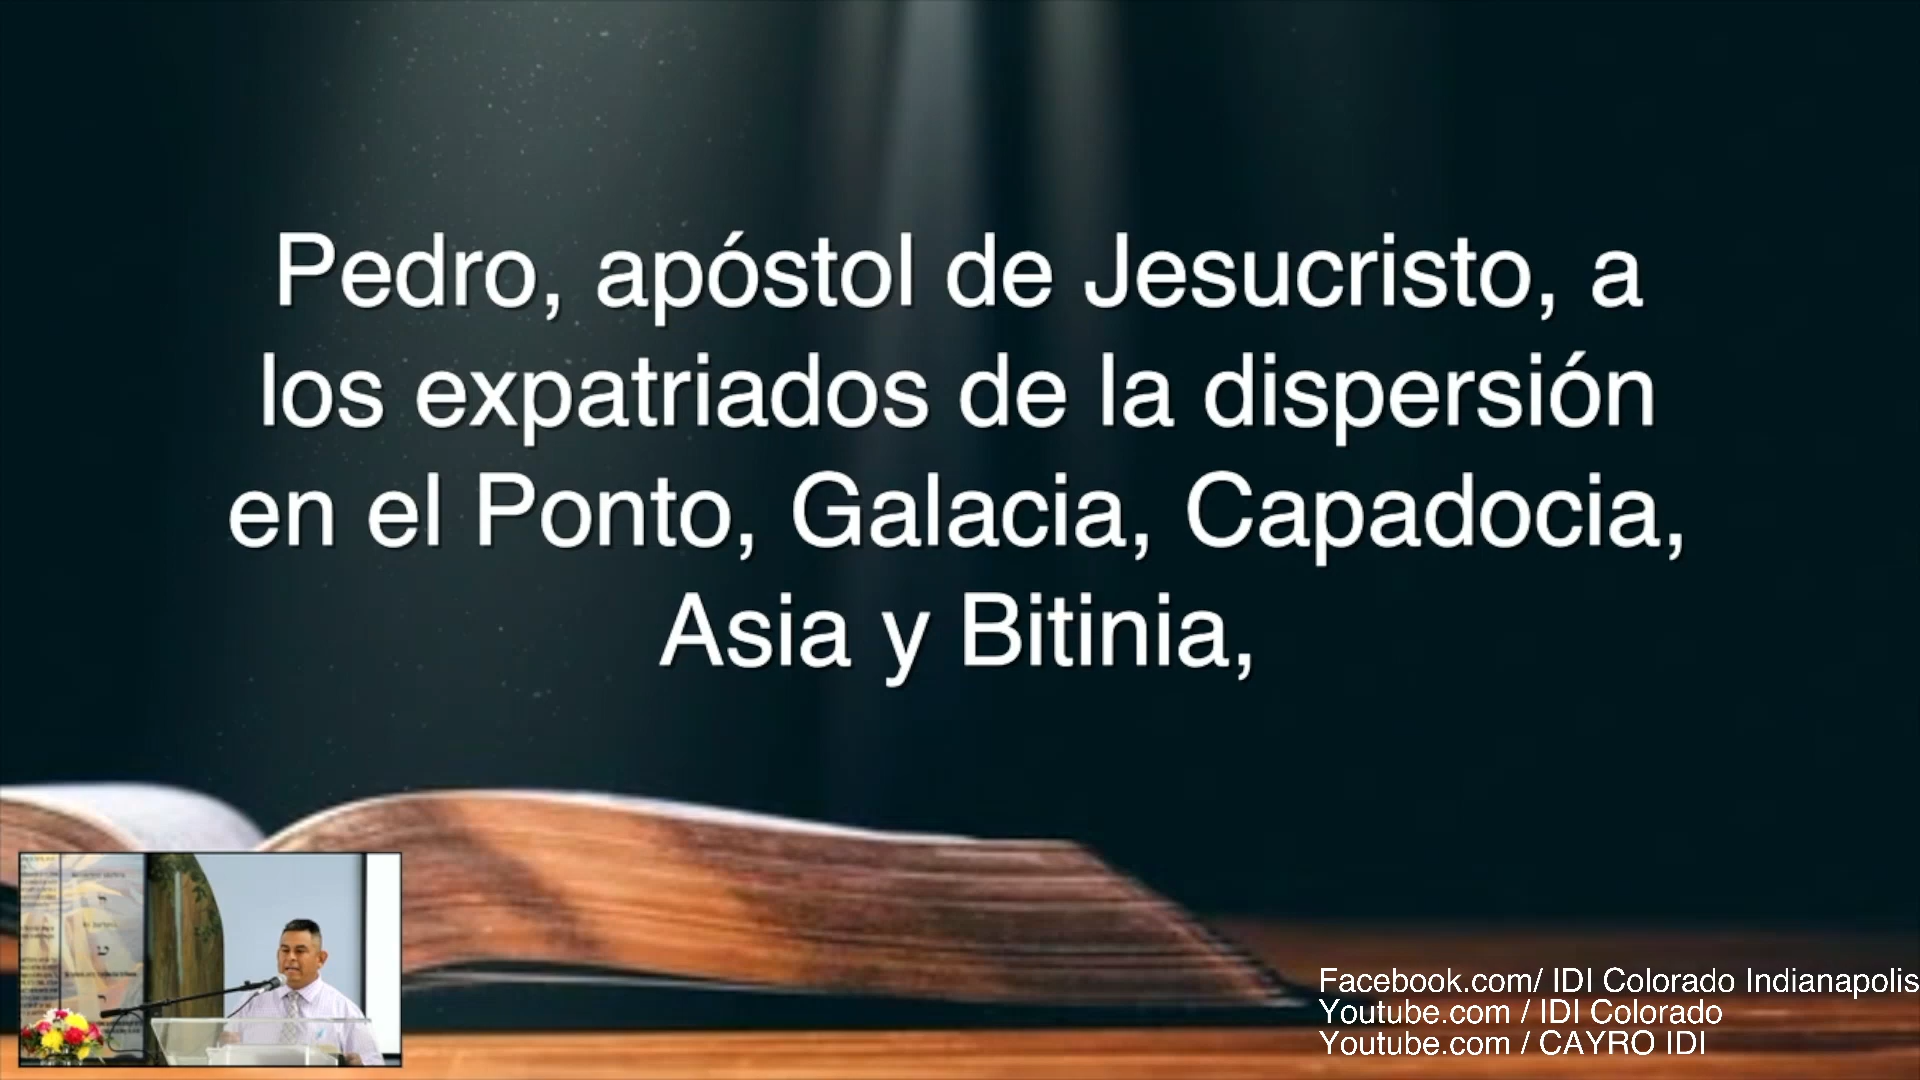 Pedro, apóstol de Jesucristo, a
los expatriados de la dispersión
en el Ponto, Galacia, Capadocia,
Asia y Bitinia,
Facebook.com/ IDI Colorado Indianapolis
Youtube.com / IDI Colorado
Youtube.com / CAYRO IDI